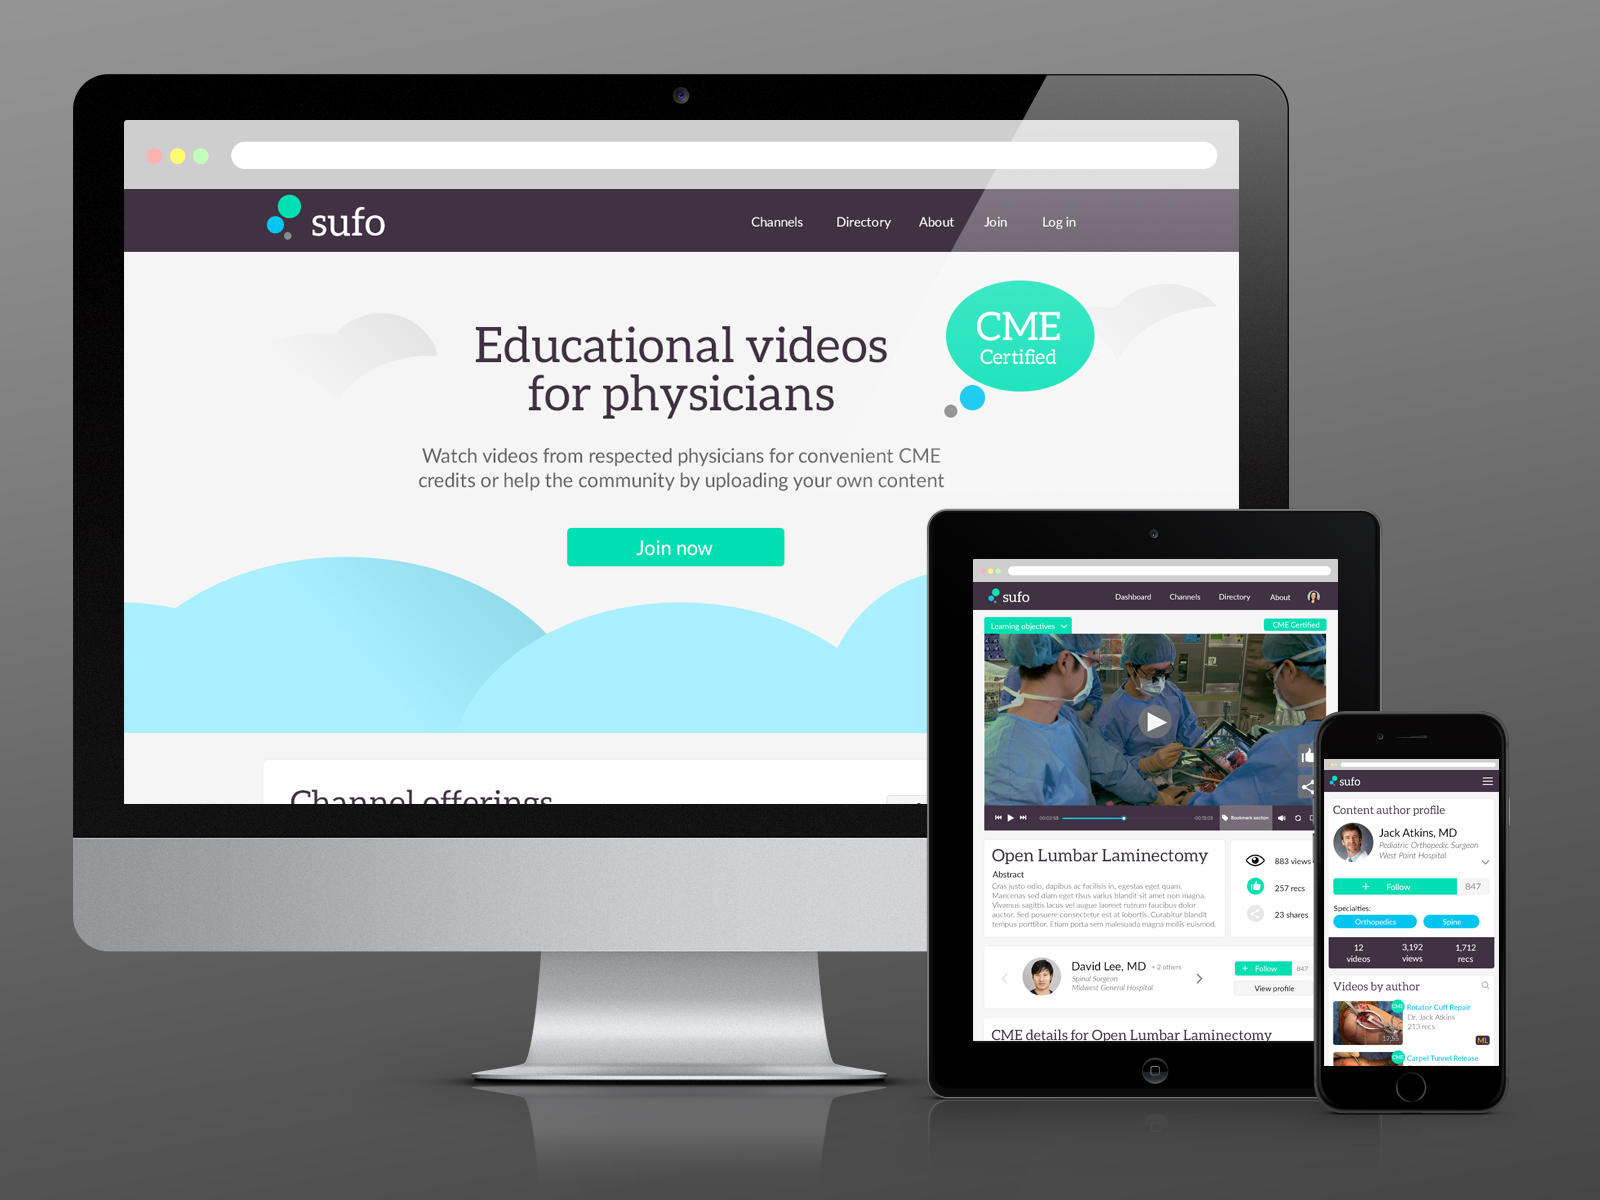 sufo
Channels
Directory
About
Join
Log in
Educational videos
for physicians
CME
Certified
Watch videos from respected physicians for convenient CME
credits or help the community by uploading your own content
Join now
Channel offerings
sufo
Dashboard
Channels
Directory
About
Learning objectives
CME Certified
00:02:58
-00:13:03
Bookmark section
Open Lumbar Laminectomy
Abstract
Cras justo odio, dapibus ac facilisis in, egestas eget quam.
Maecenas sed diam eget risus varius blandit sit amet non magna.
Vivamus sagittis lacus vel augue laoreet rutrum faucibus dolor
auctor. Sed posuere consectetur est at lobortis. Curabitur blandit
tempus porttitor. Etiam porta sem malesuada magna mollis euismod.
883 views
257 recs
23 shares
David Lee, MD + 2 others
Spinal Surgeon
Midwest General Hospital
+ Follow 847
View profile
CME details for Open Lumbar Laminectomy
sufo
Content author profile
Jack Atkins, MD
Pediatric Orthopedic Surgeon
West Point Hospital
+ Follow 847
Specialties:
Orthopedics
Spine
12 3,192 1,712
videos views recs
Videos by author
CME
Rotator Cuff Repair
Dr. Jack Atkins
213 recs
17:55
ML
CME
Carpel Tunnel Release